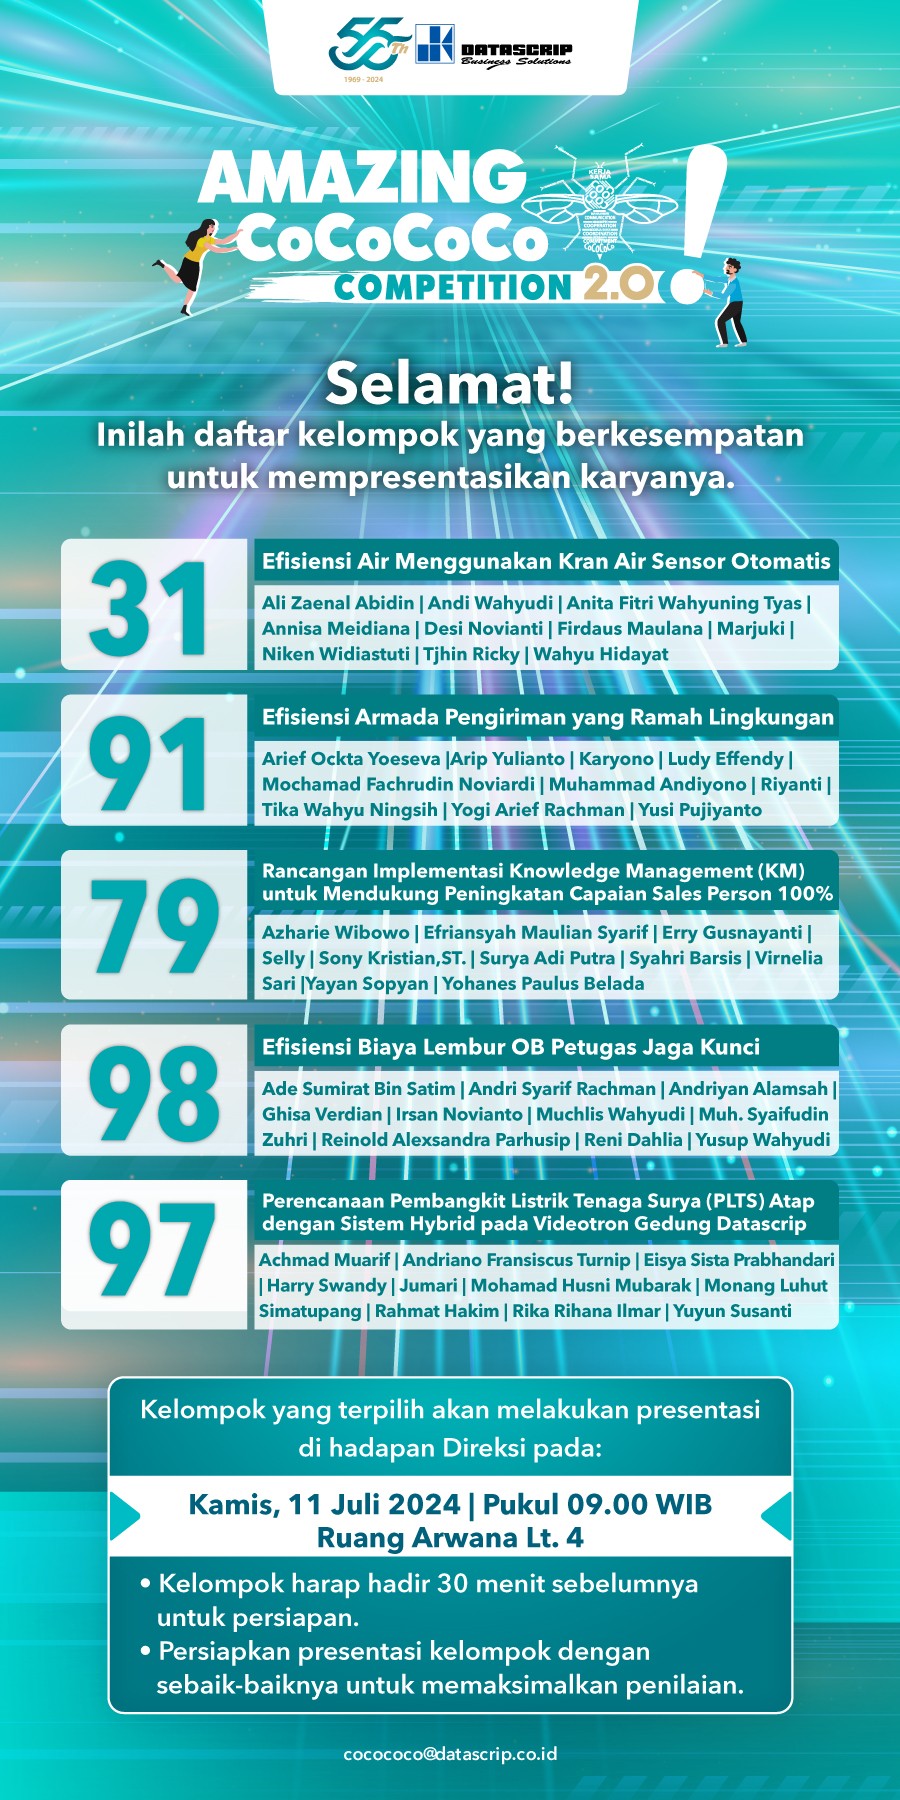 55Th
1969 - 2024
DATASCRIP
Business Solutions
AMAZING
CoCoCoCo
COMPETITION 2.0
!
KERJA
SAMA
COMMUNICATION
COOPERATION
COORDINATION
COMMITMENT
CoCoCoCo
Selamat!
Inilah daftar kelompok yang berkesempatan
untuk mempresentasikan karyanya.
31
Efisiensi Air Menggunakan Kran Air Sensor Otomatis
Ali Zaenal Abidin | Andi Wahyudi | Anita Fitri Wahyuning Tyas |
Annisa Meidiana | Desi Novianti | Firdaus Maulana | Marjuki |
Niken Widiastuti | Tjhin Ricky | Wahyu Hidayat
91
Efisiensi Armada Pengiriman yang Ramah Lingkungan
Arief Ockta Yoeseva |Arip Yulianto | Karyono | Ludy Effendy |
Mochamad Fachrudin Noviardi | Muhammad Andiyono | Riyanti |
Tika Wahyu Ningsih | Yogi Arief Rachman | Yusi Pujiyanto
79
Rancangan Implementasi Knowledge Management (KM)
untuk Mendukung Peningkatan Capaian Sales Person 100%
Azharie Wibowo | Efriansyah Maulian Syarif | Erry Gusnayanti |
Selly | Sony Kristian,ST. | Surya Adi Putra | Syahri Barsis | Virnelia
Sari |Yayan Sopyan | Yohanes Paulus Belada
98
Efisiensi Biaya Lembur OB Petugas Jaga Kunci
Ade Sumirat Bin Satim | Andri Syarif Rachman | Andriyan Alamsah |
Ghisa Verdian | Irsan Novianto | Muchlis Wahyudi | Muh. Syaifudin
Zuhri | Reinold Alexsandra Parhusip | Reni Dahlia | Yusup Wahyudi
97
Perencanaan Pembangkit Listrik Tenaga Surya (PLTS) Atap
dengan Sistem Hybrid pada Videotron Gedung Datascrip
Achmad Muarif | Andriano Fransiscus Turnip | Eisya Sista Prabhandari
| Harry Swandy | Jumari | Mohamad Husni Mubarak | Monang Luhut
Simatupang | Rahmat Hakim | Rika Rihana Ilmar | Yuyun Susanti
Kelompok yang terpilih akan melakukan presentasi
di hadapan Direksi pada:
Kamis, 11 Juli 2024 | Pukul 09.00 WIB
Ruang Arwana Lt. 4
• Kelompok harap hadir 30 menit sebelumnya
untuk persiapan.
• Persiapkan presentasi kelompok dengan
sebaik-baiknya untuk memaksimalkan penilaian.
cocococo@datascrip.co.id